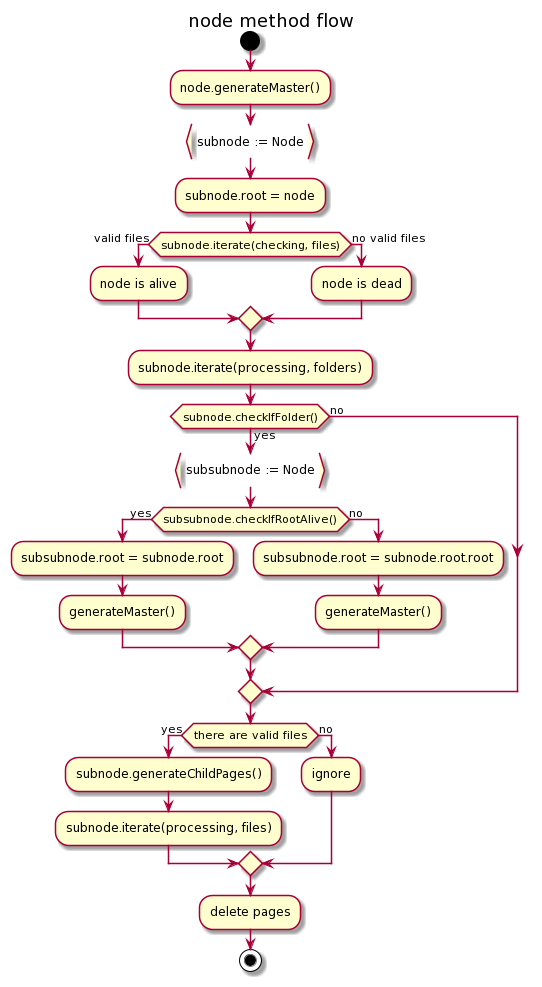 node method flow
node.generateMaster()
subnode := Node
subnode.root = node
valid files
subnode.iterate(checking, files)
no valid files
node is alive
node is dead
subnode.iterate(processing, folders)
subnode.checkIfFolder()
no
yes
subsubnode := Node
yes
subsubnode.checkIfRootAlive()
no
subsubnode.root = subnode.root
subsubnode.root = subnode.root.root
generateMaster()
generateMaster()
yes
there are valid files
no
subnode.generateChildPages()
ignore
subnode.iterate(processing, files)
delete pages